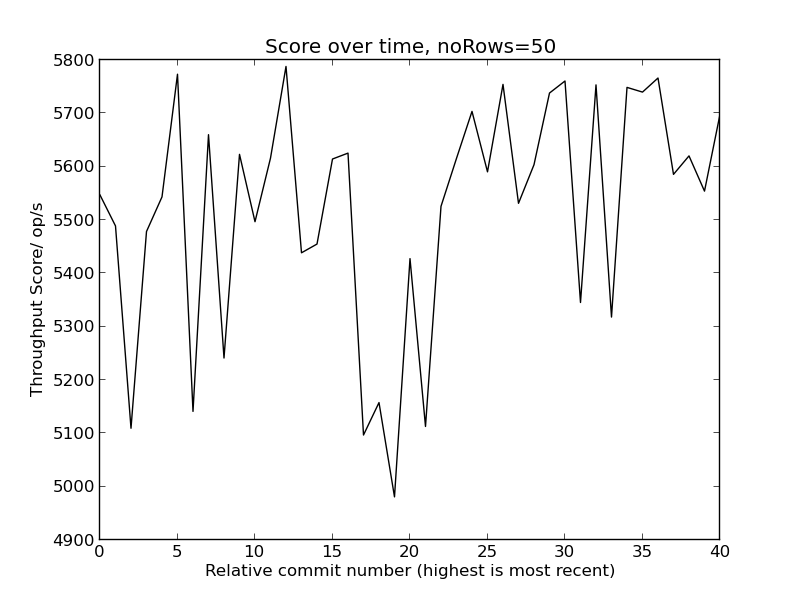 Score over time, noRows=50
5800
5700
5600
5500
5400
5300
5200
5100
5000
4900
Throughput Score/ op/s
0 5 10 15 20 25 30 35 40
Relative commit number (highest is most recent)